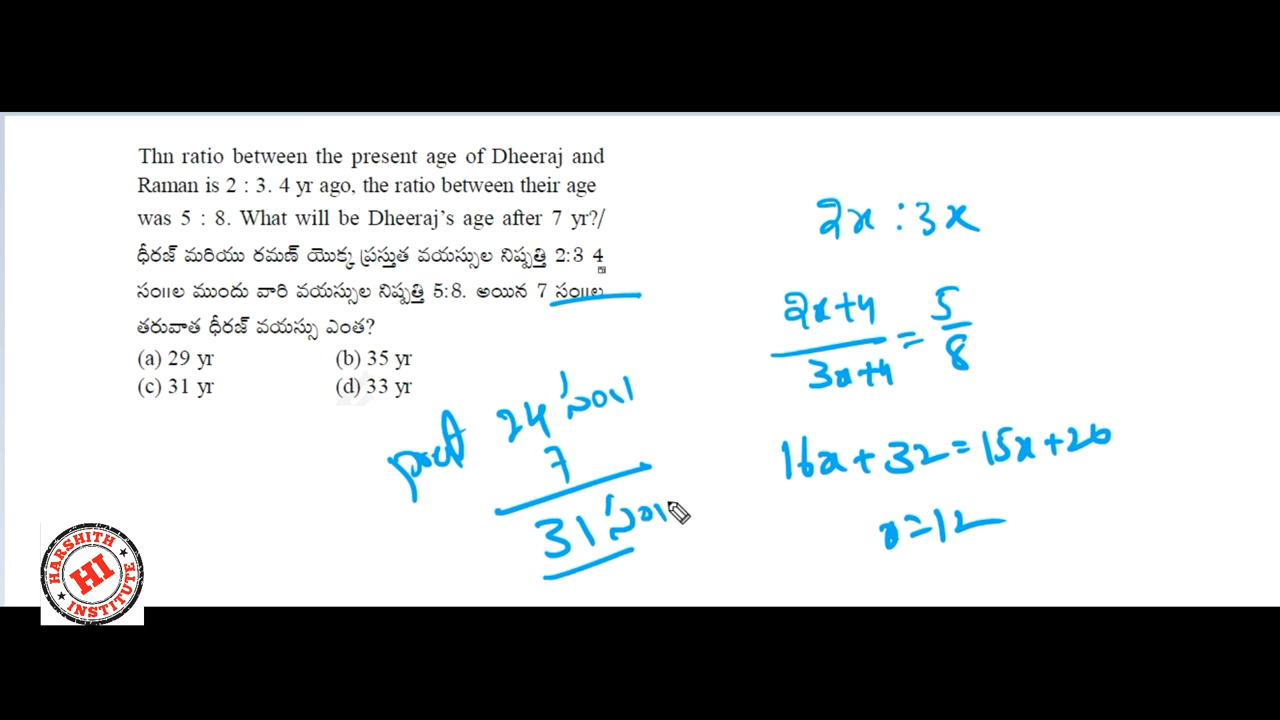 Thn ratio between the present age of Dheeraj and
Raman is 2 : 3. 4 yr ago, the ratio between their age
was 5 : 8. What will be Dheeraj's age after 7 yr?/
ధీరజ్ మరియు రమణ్ యొక్క ప్రస్తుత వయస్సుల నిష్పత్తి 2:3 4
సం౹౹ల ముందు వారి వయస్సుల నిష్పత్తి 5:8. అయిన 7 సం౹౹ల
తరువాత ధీరజ్ వయస్సు ఎంత?
(a) 29 yr (b) 35 yr
(c) 31 yr (d) 33 yr
2x : 3x
2x+4
3x+4
=
5
8
16x + 32 = 15x + 20
x = 12
24
7
31
HARSHITH
HI
INSTITUTE